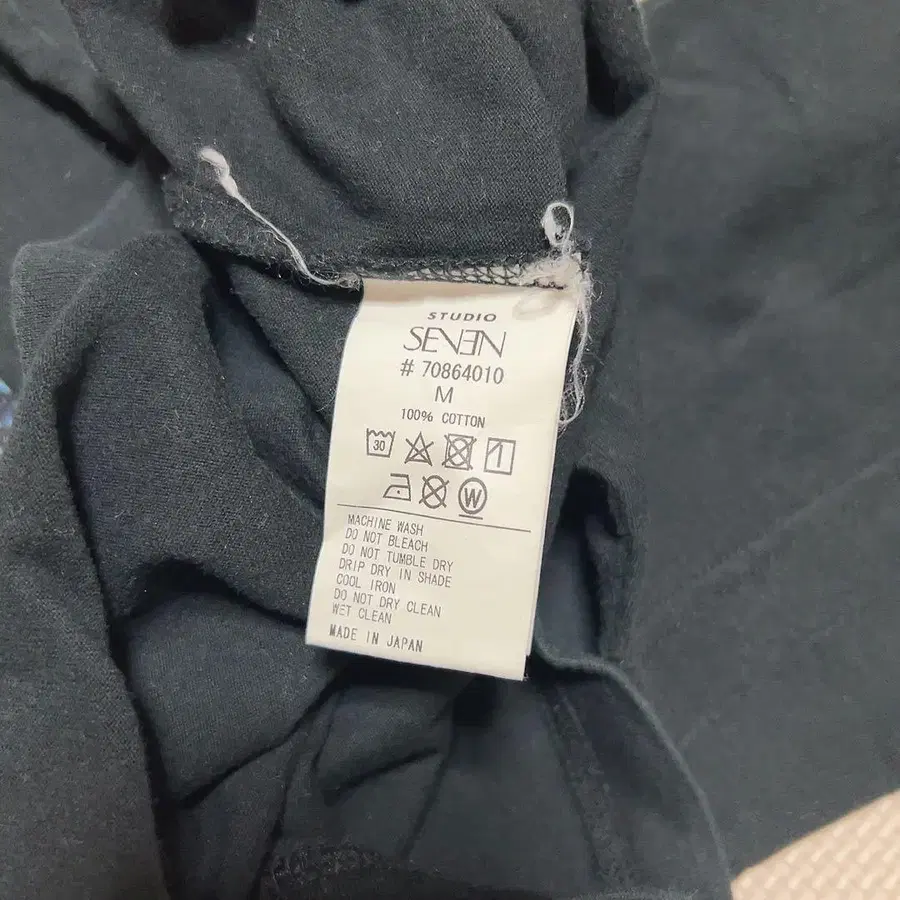 STUDIO
SEVEN
# 70864010
M
100% COTTON
30
W
MACHINE WASH
DO NOT BLEACH
DO NOT TUMBLE DRY
DRIP DRY IN SHADE
COOL IRON
DO NOT DRY CLEAN
WET CLEAN
MADE IN JAPAN